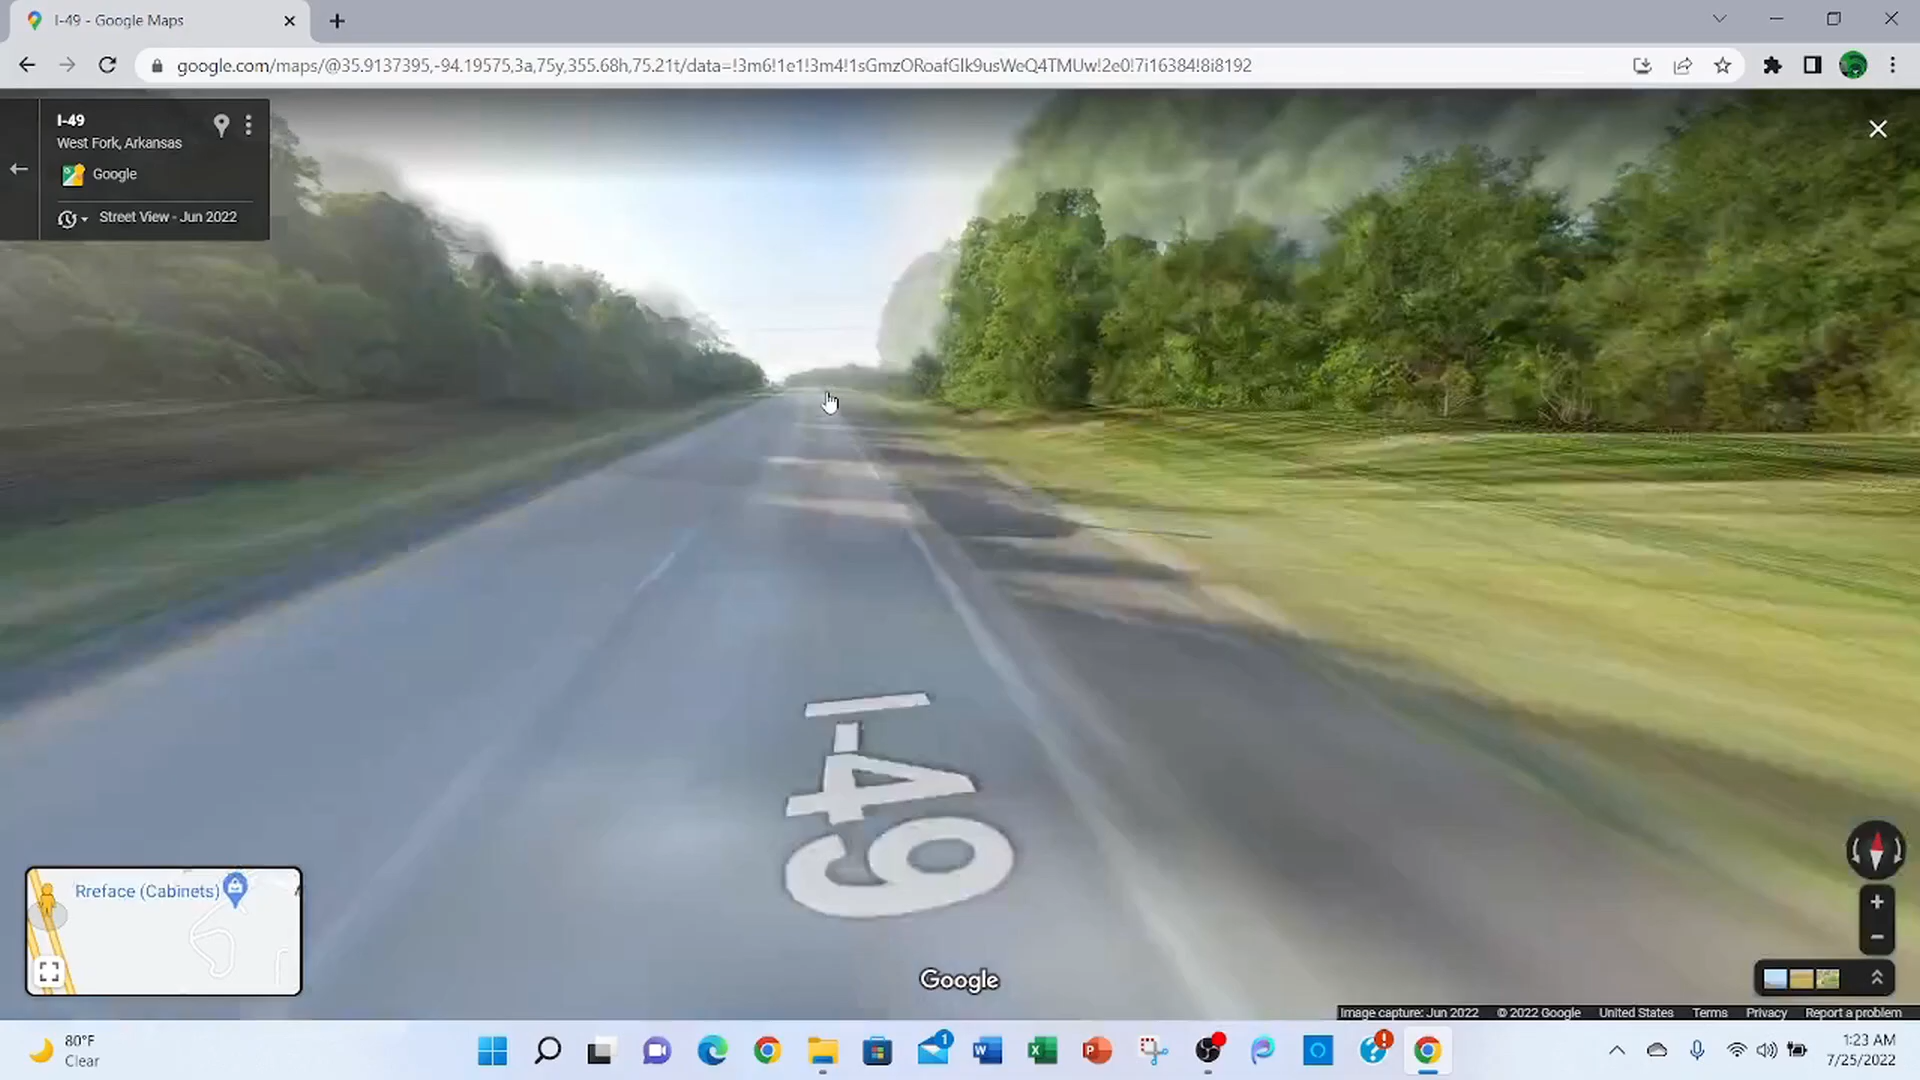 I-49 - Google Maps
google.com/maps/@35.9137395,-94.19575,3a,75y,355.68h,75.21t/data=!3m6!1e1!3m4!1sGmzORoafGlk9usWeQ4TMUw!2e0!7i16384!8i8192
I-49
West Fork, Arkansas
Google
Street View - Jun 2022
I-49
Rreface (Cabinets)
Google
Image capture: Jun 2022 © 2022 Google United States Terms Privacy Report a problem
80°F
Clear
1
1:23 AM
7/25/2022